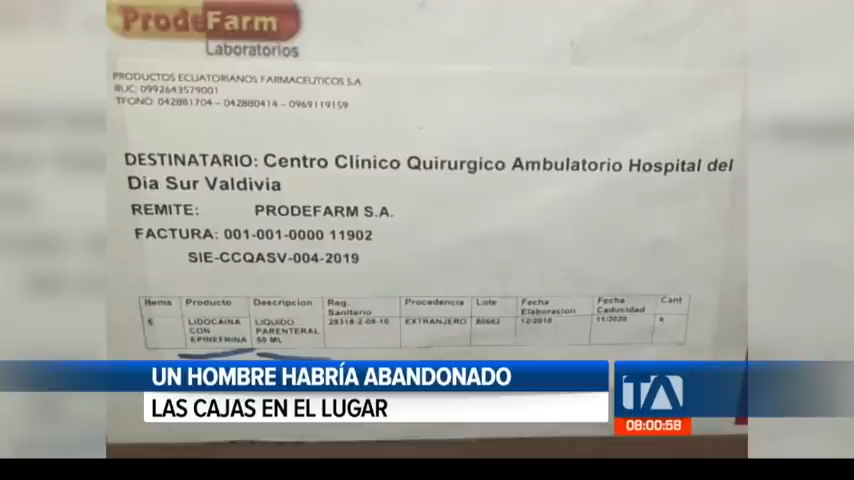 ProdeFarm
Laboratorios
PRODUCTOS ECUATORIANOS FARMACEUTICOS S.A
RUC: 0992643579001
TFONO: 042881704 – 042880414 – 0969119159
DESTINATARIO: Centro Clinico Quirurgico Ambulatorio Hospital del
Dia Sur Valdivia
REMITE: PRODEFARM S.A.
FACTURA: 001-001-0000 11902
SIE-CCQASV-004-2019
Items Producto Descripcion Reg. Sanitario Procedencia Lote Fecha Elaboracion Fecha Caducidad Cant
LIDOCAINA CON EPINEFRINA LIQUIDO PARENTERAL 50 ML EXTRANJERO 12/2018 11/2020 4
UN HOMBRE HABRÍA ABANDONADO
LAS CAJAS EN EL LUGAR
TA
08:00:58